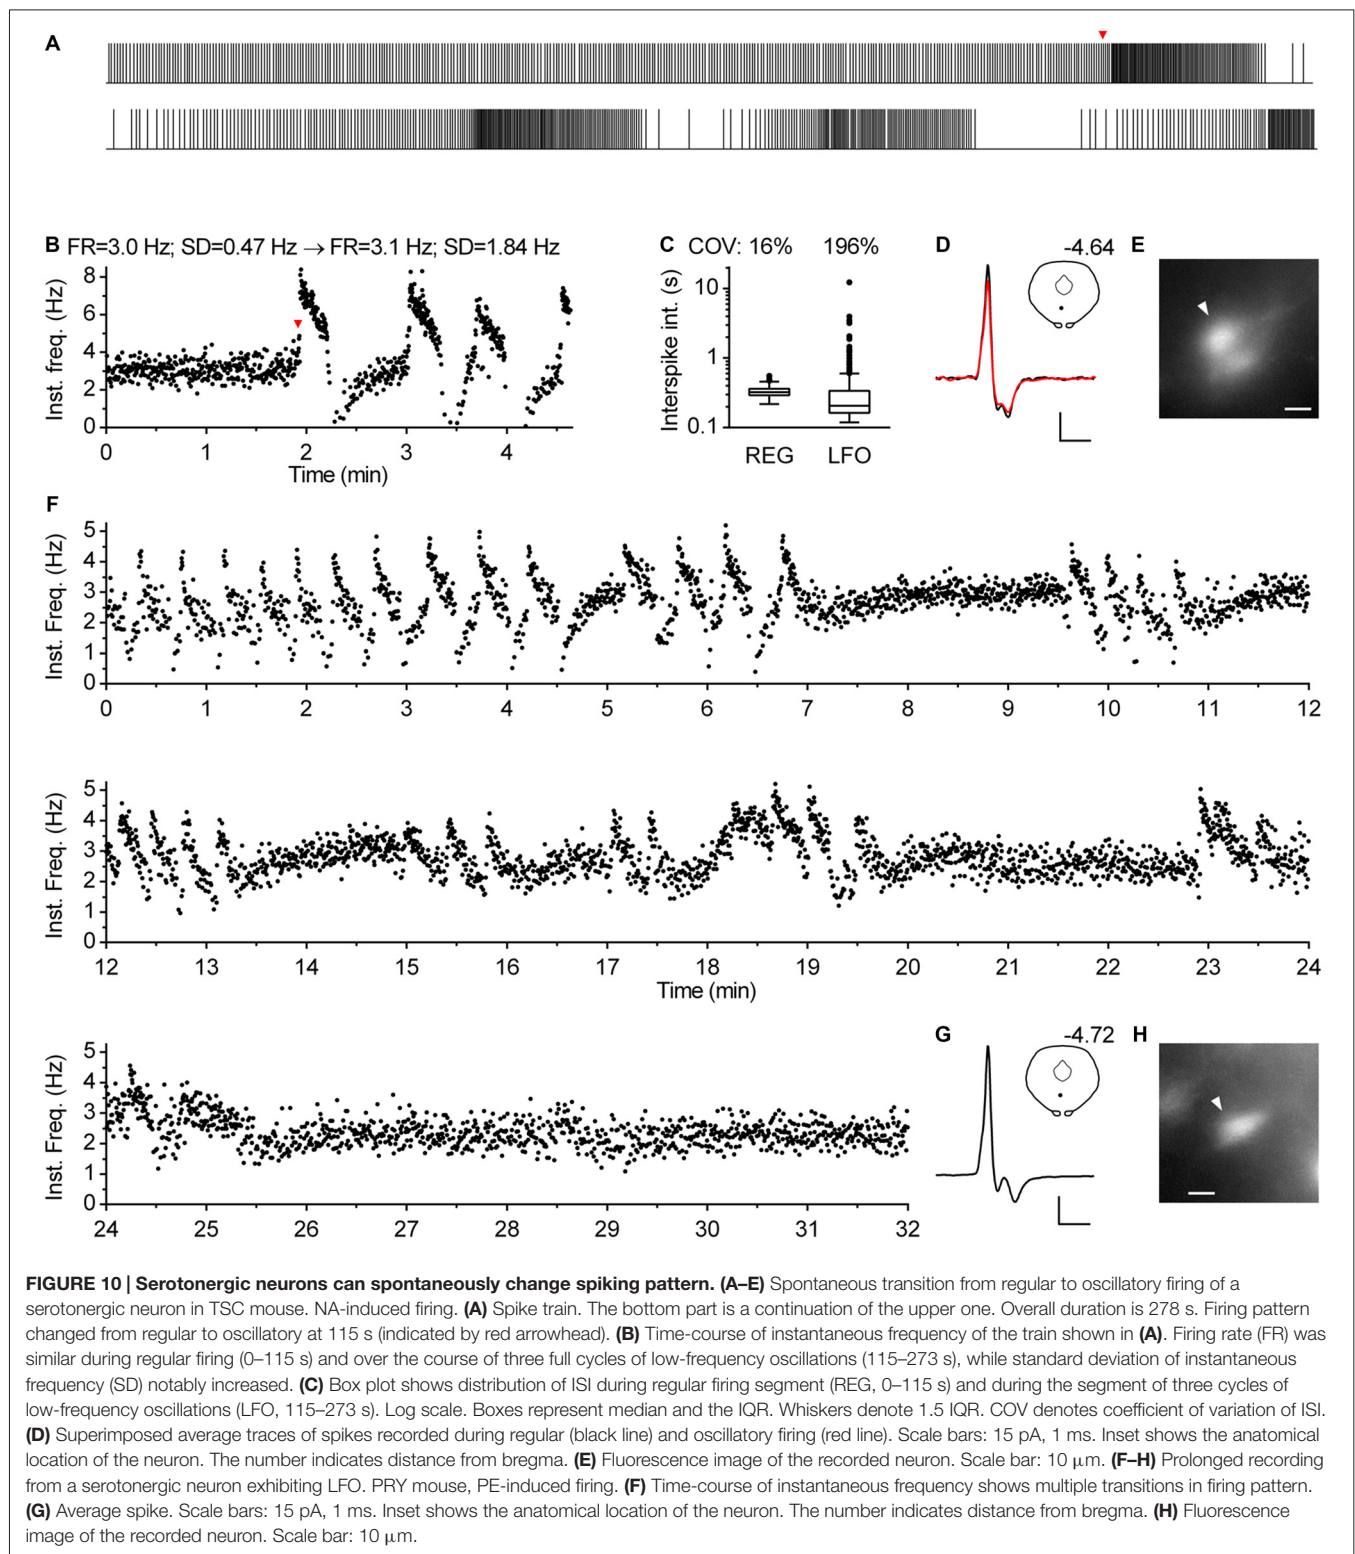 A
B FR=3.0 Hz; SD=0.47 Hz → FR=3.1 Hz; SD=1.84 Hz
Inst. freq. (Hz)
8
6
4
2
0
0 1 2 3 4
Time (min)
C COV: 16% 196%
Interspike int. (s)
10
1
0.1
REG LFO
D -4.64
E
F
Inst. Freq. (Hz)
5
4
3
2
1
0
0 1 2 3 4 5 6 7 8 9 10 11 12
Inst. Freq. (Hz)
5
4
3
2
1
0
12 13 14 15 16 17 18 19 20 21 22 23 24
Time (min)
Inst. Freq. (Hz)
5
4
3
2
1
0
24 25 26 27 28 29 30 31 32
G -4.72
H
FIGURE 10 | Serotonergic neurons can spontaneously change spiking pattern. (A–E) Spontaneous transition from regular to oscillatory firing of a
serotonergic neuron in TSC mouse. NA-induced firing. (A) Spike train. The bottom part is a continuation of the upper one. Overall duration is 278 s. Firing pattern
changed from regular to oscillatory at 115 s (indicated by red arrowhead). (B) Time-course of instantaneous frequency of the train shown in (A). Firing rate (FR) was
similar during regular firing (0–115 s) and over the course of three full cycles of low-frequency oscillations (115–273 s), while standard deviation of instantaneous
frequency (SD) notably increased. (C) Box plot shows distribution of ISI during regular firing segment (REG, 0–115 s) and during the segment of three cycles of
low-frequency oscillations (LFO, 115–273 s). Log scale. Boxes represent median and the IQR. Whiskers denote 1.5 IQR. COV denotes coefficient of variation of ISI.
(D) Superimposed average traces of spikes recorded during regular (black line) and oscillatory firing (red line). Scale bars: 15 pA, 1 ms. Inset shows the anatomical
location of the neuron. The number indicates distance from bregma. (E) Fluorescence image of the recorded neuron. Scale bar: 10 μm. (F–H) Prolonged recording
from a serotonergic neuron exhibiting LFO. PRY mouse, PE-induced firing. (F) Time-course of instantaneous frequency shows multiple transitions in firing pattern.
(G) Average spike. Scale bars: 15 pA, 1 ms. Inset shows the anatomical location of the neuron. The number indicates distance from bregma. (H) Fluorescence
image of the recorded neuron. Scale bar: 10 μm.